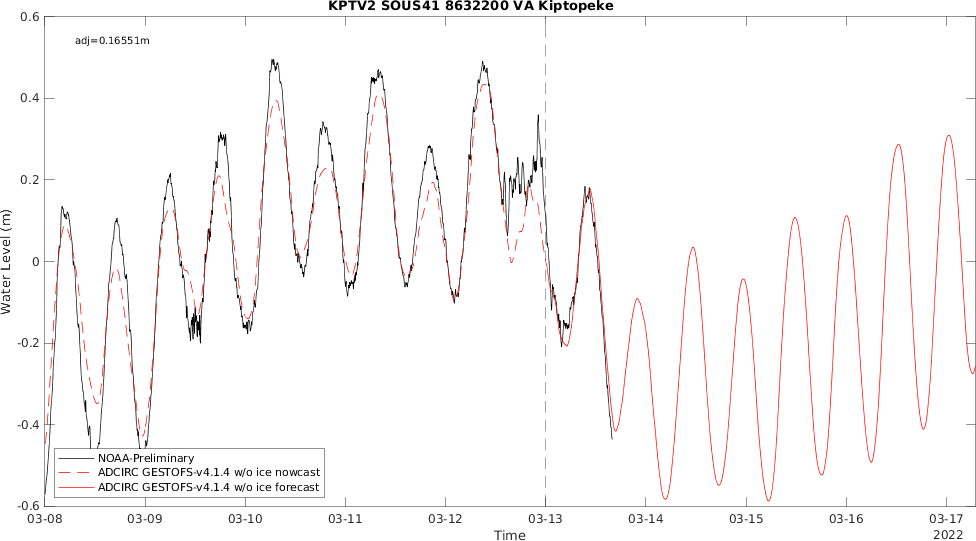 KPTV2 SOUS41 8632200 VA Kiptopeke
adj=0.16551m
Water Level (m)
0.6
0.4
0.2
0
-0.2
-0.4
-0.6
NOAA-Preliminary
ADCIRC GESTOFS-v4.1.4 w/o ice nowcast
ADCIRC GESTOFS-v4.1.4 w/o ice forecast
03-08 03-09 03-10 03-11 03-12 03-13 03-14 03-15 03-16 03-17
2022
Time